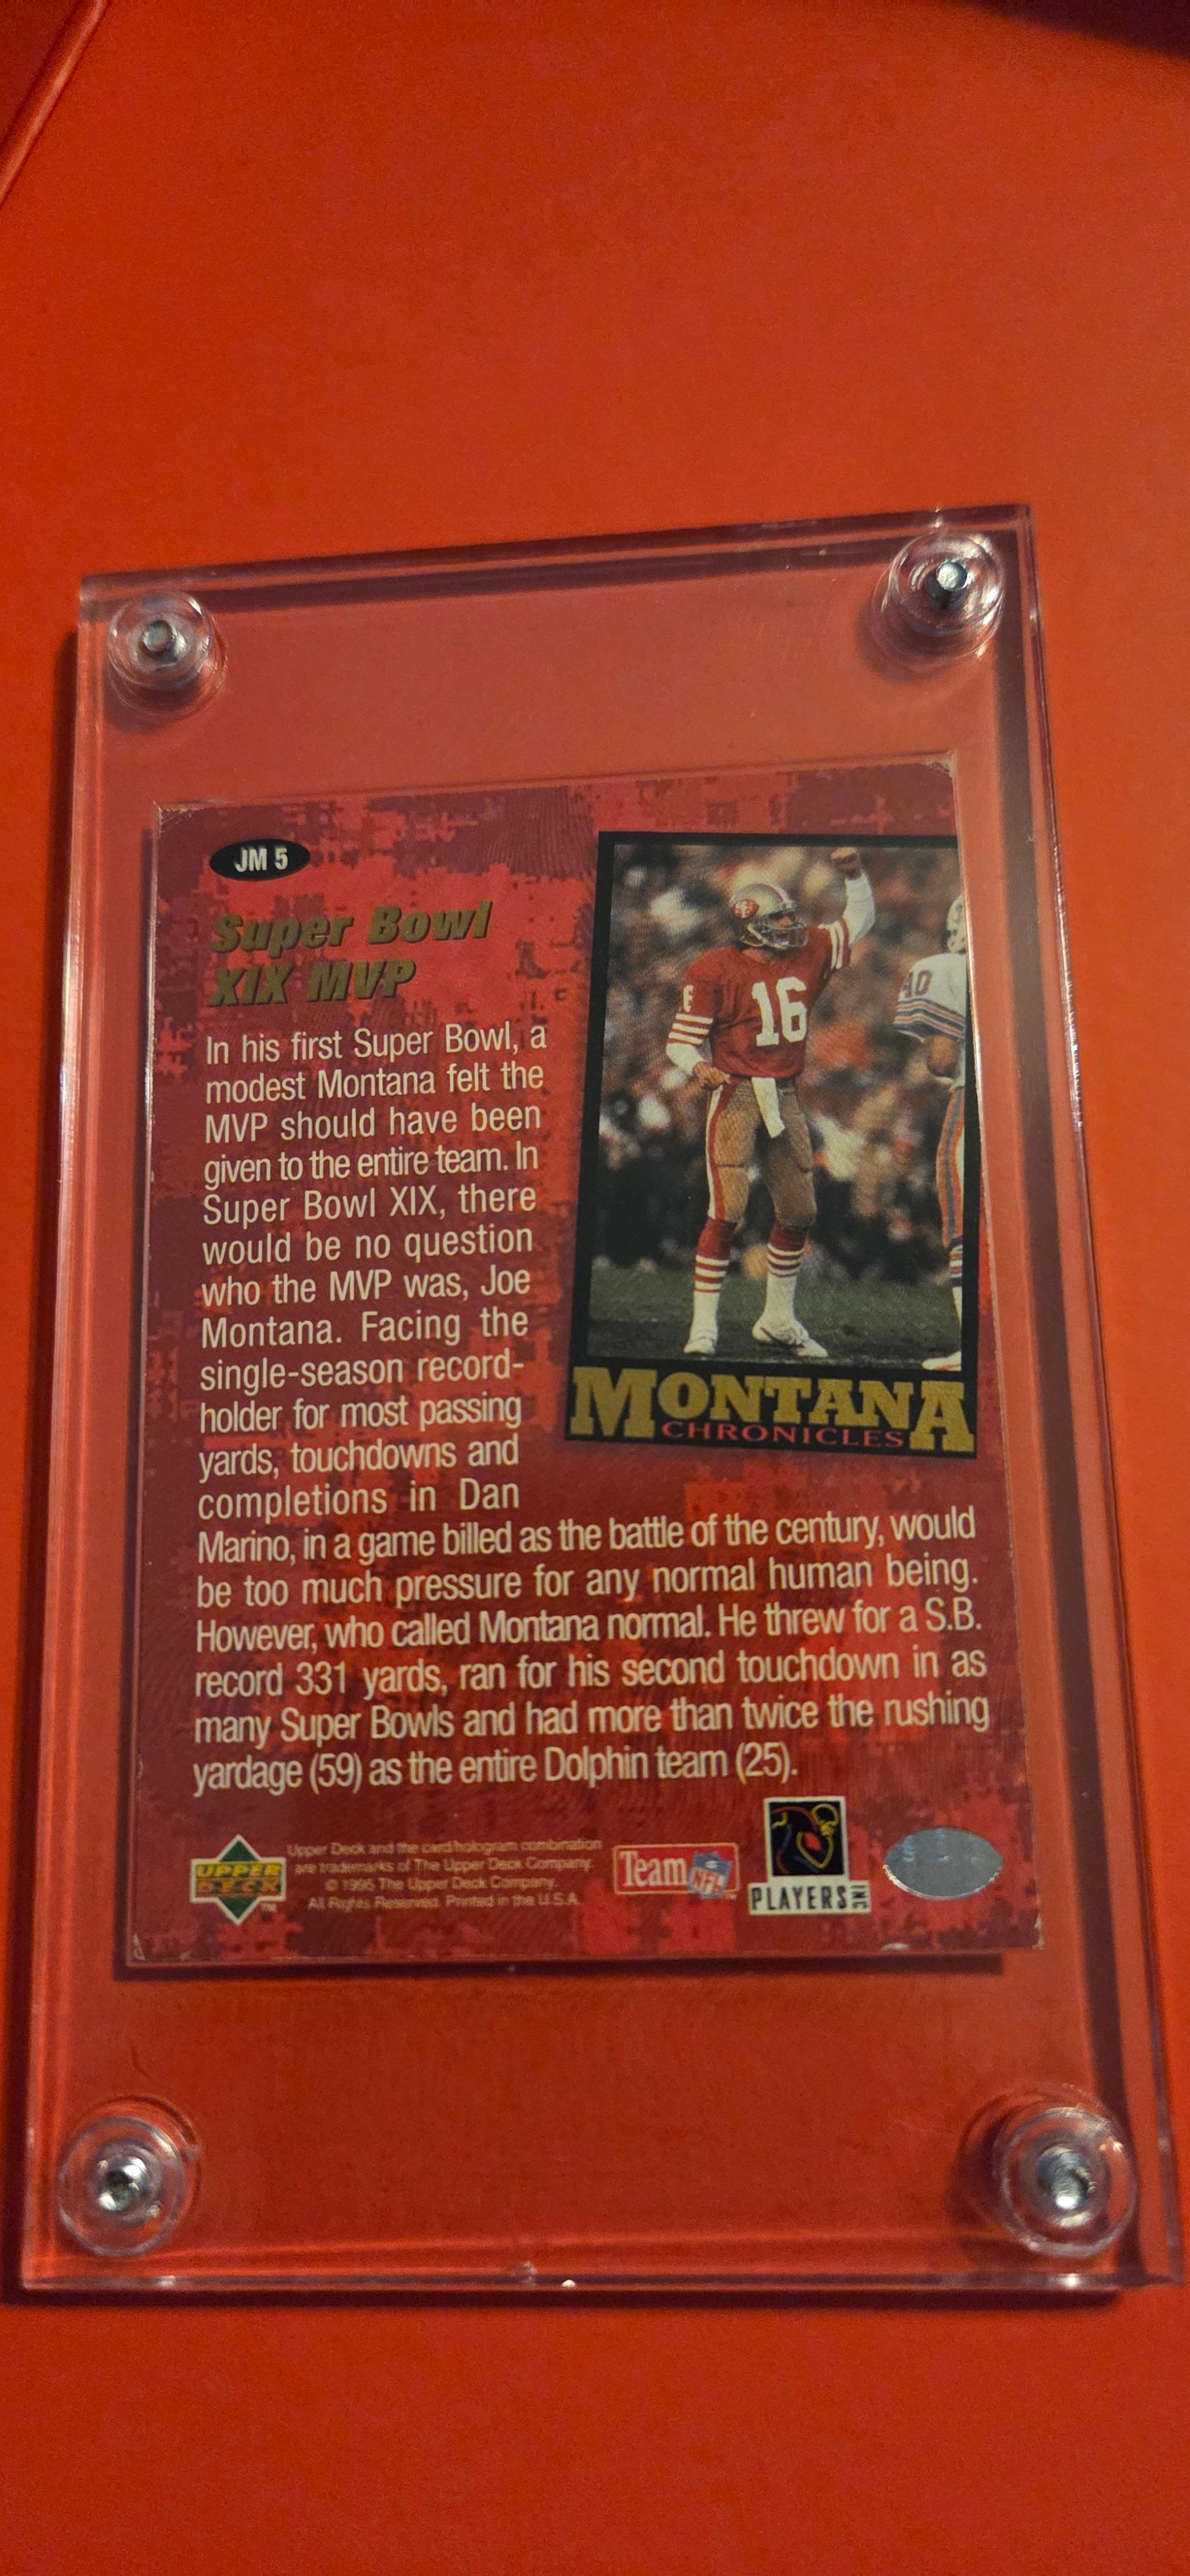 JM 5
Super Bowl
XIX MVP
In his first Super Bowl, a
modest Montana felt the
MVP should have been
given to the entire team. In
Super Bowl XIX, there
would be no question
who the MVP was, Joe
Montana. Facing the
single-season record-
holder for most passing
yards, touchdowns and
completions in Dan
Marino, in a game billed as the battle of the century, would
be too much pressure for any normal human being.
However, who called Montana normal. He threw for a S.B.
record 331 yards, ran for his second touchdown in as
many Super Bowls and had more than twice the rushing
yardage (59) as the entire Dolphin team (25).
16
MONTANA
CHRONICLES
UPPER
DECK
TM
Upper Deck and the card/hologram combination
are trademarks of The Upper Deck Company.
© 1995 The Upper Deck Company.
All Rights Reserved. Printed in the U.S.A.
Team NFL
PLAYERS INC